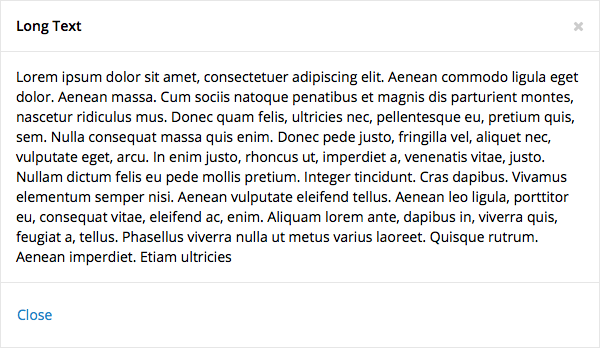 Long Text
Lorem ipsum dolor sit amet, consectetuer adipiscing elit. Aenean commodo ligula eget
dolor. Aenean massa. Cum sociis natoque penatibus et magnis dis parturient montes,
nascetur ridiculus mus. Donec quam felis, ultricies nec, pellentesque eu, pretium quis,
sem. Nulla consequat massa quis enim. Donec pede justo, fringilla vel, aliquet nec,
vulputate eget, arcu. In enim justo, rhoncus ut, imperdiet a, venenatis vitae, justo.
Nullam dictum felis eu pede mollis pretium. Integer tincidunt. Cras dapibus. Vivamus
elementum semper nisi. Aenean vulputate eleifend tellus. Aenean leo ligula, porttitor
eu, consequat vitae, eleifend ac, enim. Aliquam lorem ante, dapibus in, viverra quis,
feugiat a, tellus. Phasellus viverra nulla ut metus varius laoreet. Quisque rutrum.
Aenean imperdiet. Etiam ultricies
Close